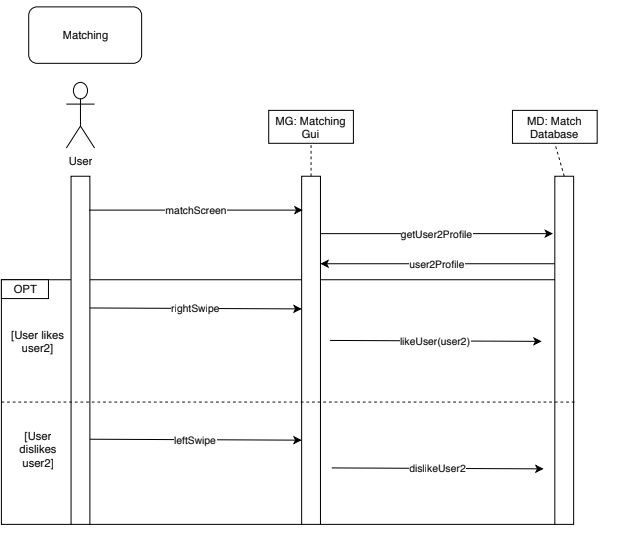 Matching
User
MG: Matching
Gui
MD: Match
Database
matchScreen
getUser2Profile
user2Profile
OPT
rightSwipe
[User likes
user2]
likeUser(user2)
[User
dislikes
user2]
leftSwipe
dislikeUser2